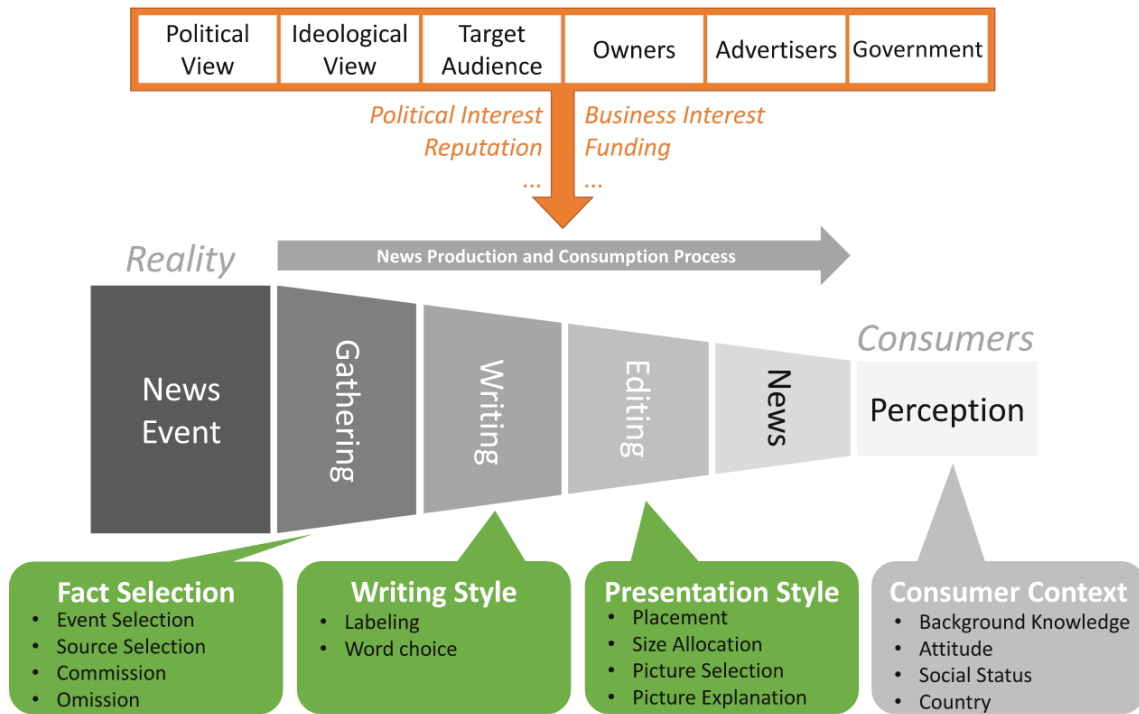 Political View
Ideological View
Target Audience
Owners
Advertisers
Government
Political Interest
Reputation
...
Business Interest
Funding
...
Reality
News Production and Consumption Process
Consumers
News Event
Gathering
Writing
Editing
News
Perception
Fact Selection
• Event Selection
• Source Selection
• Commission
• Omission
Writing Style
• Labeling
• Word choice
Presentation Style
• Placement
• Size Allocation
• Picture Selection
• Picture Explanation
Consumer Context
• Background Knowledge
• Attitude
• Social Status
• Country